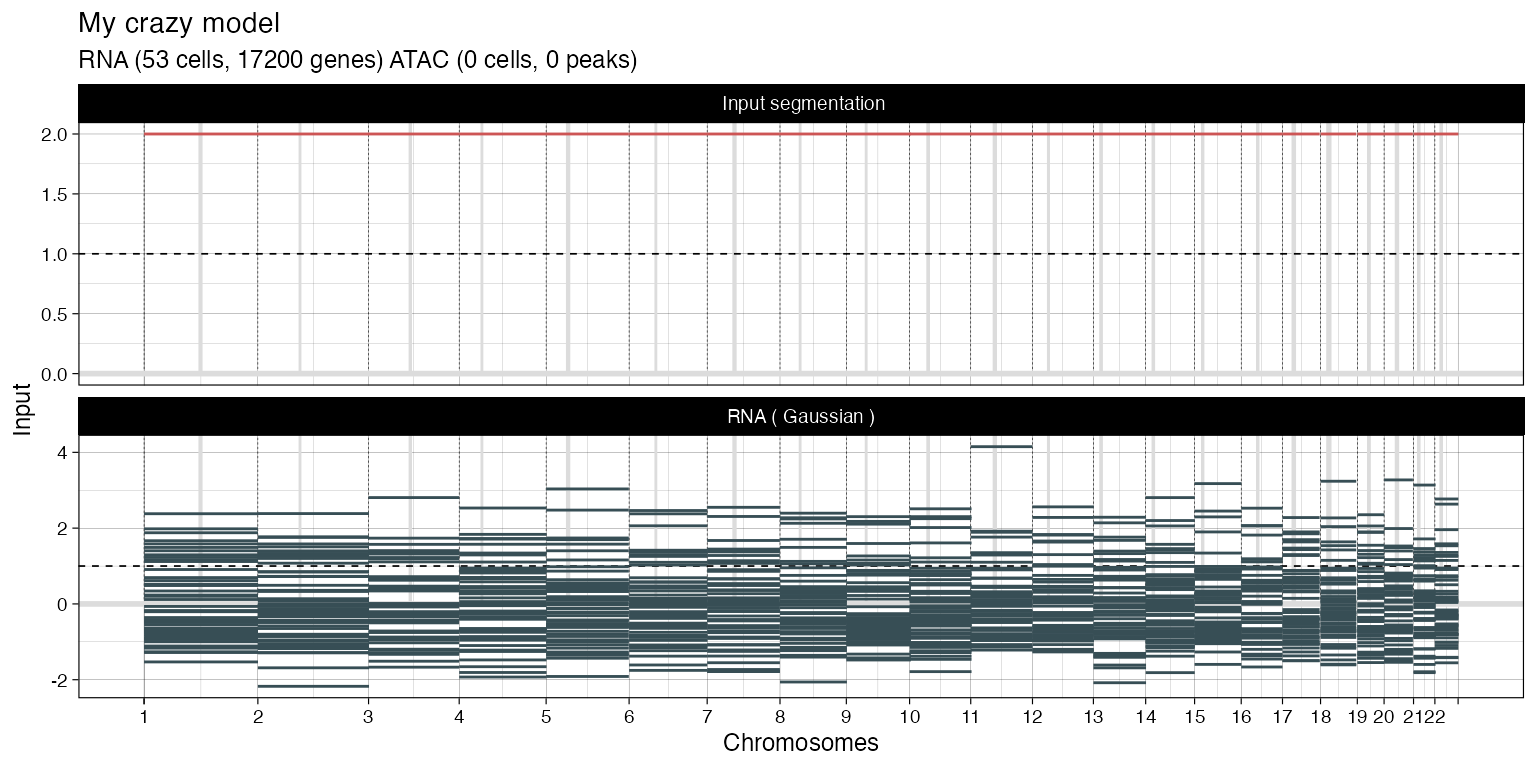 My crazy model
RNA (53 cells, 17200 genes) ATAC (0 cells, 0 peaks)
Input segmentation
2.0
1.5
1.0
0.5
0.0
Input
RNA ( Gaussian )
4
2
0
-2
1 2 3 4 5 6 7 8 9 10 11 12 13 14 15 16 17 18 19 20 21 22
Chromosomes